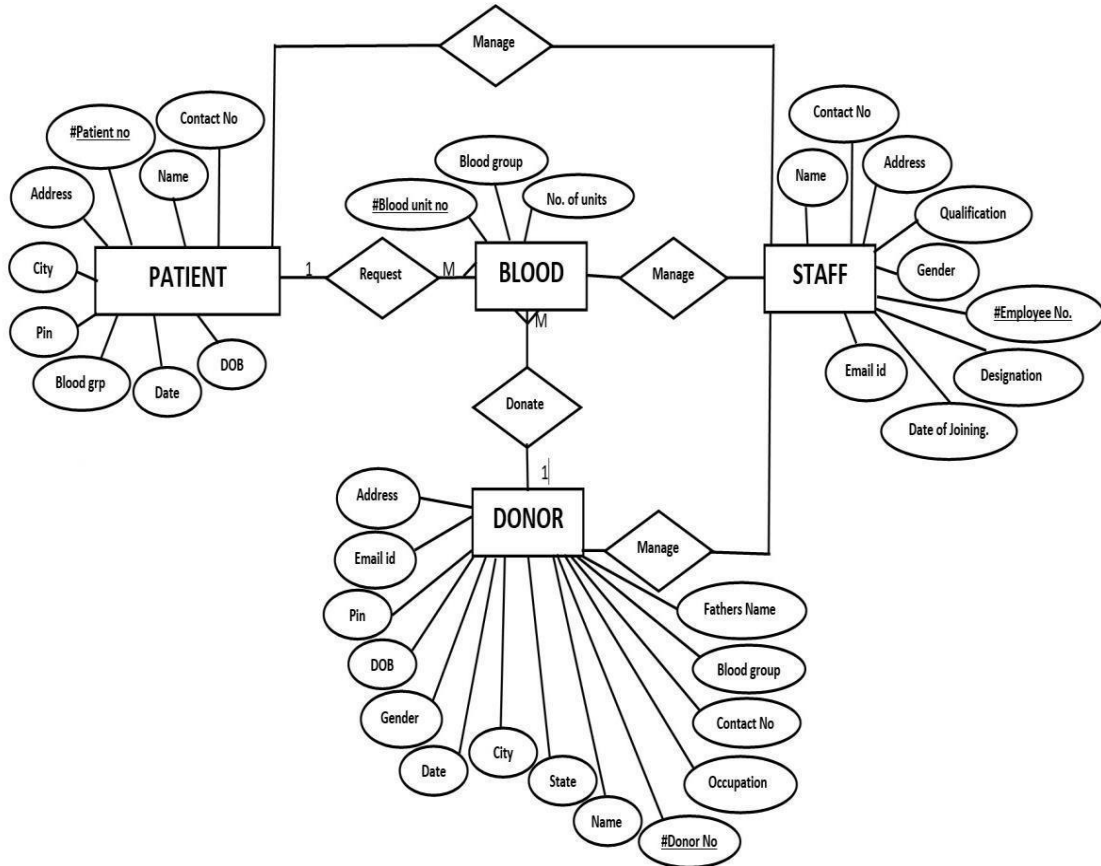 Manage
Contact No
#Patient no
Name
Address
City
Pin
Blood grp
Date
DOB
PATIENT
1
Request
M
Blood group
#Blood unit no
No. of units
BLOOD
M
Manage
Contact No
Name
Address
Qualification
Gender
#Employee No.
Designation
Date of Joining.
Email id
STAFF
Donate
1
DONOR
Manage
Address
Email id
Pin
DOB
Gender
Date
City
State
Name
#Donor No
Occupation
Contact No
Blood group
Fathers Name